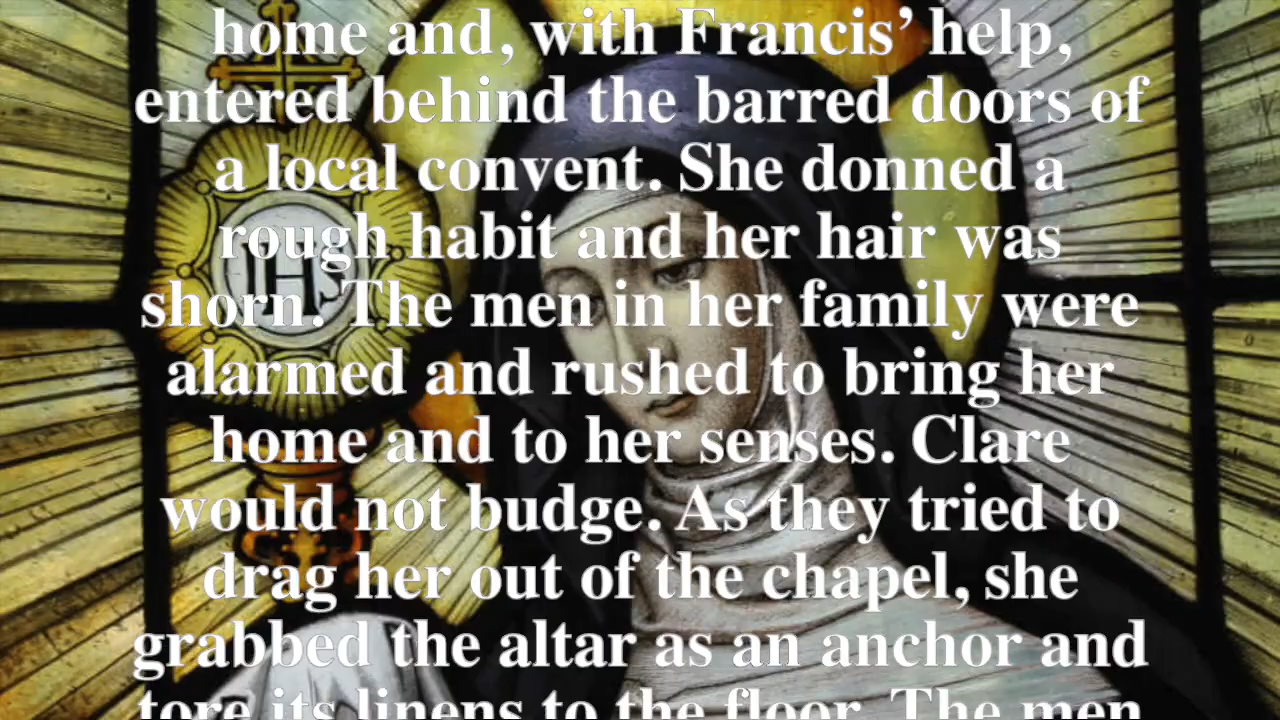 home and, with Francis’ help,
entered behind the barred doors of
a local convent. She donned a
rough habit and her hair was
shorn. The men in her family were
alarmed and rushed to bring her
home and to her senses. Clare
would not budge. As they tried to
drag her out of the chapel, she
grabbed the altar as an anchor and
tore its linens to the floor. The men
IHS